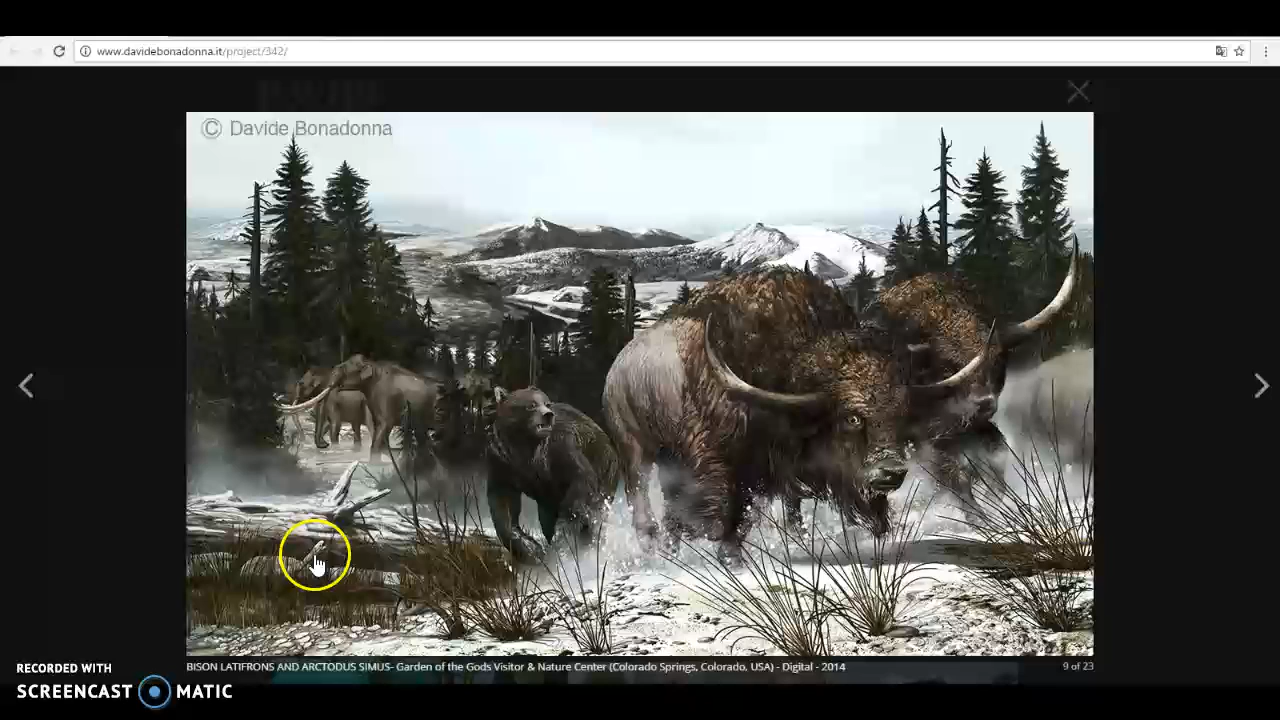 www.davidebonadonna.it/project/342/
© Davide Bonadonna
BISON LATIFRONS AND ARCTODUS SIMUS- Garden of the Gods Visitor & Nature Center (Colorado Springs, Colorado, USA) - Digital - 2014
9 of 23
RECORDED WITH
SCREENCAST MATIC